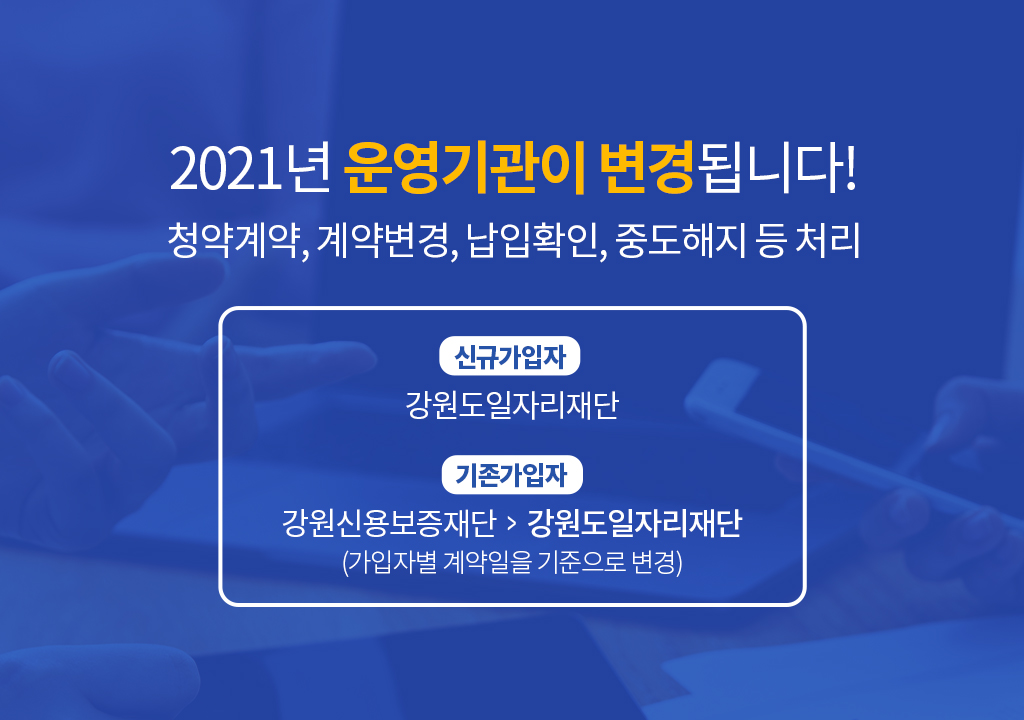 2021년 운영기관이 변경됩니다!
청약계약, 계약변경, 납입확인, 중도해지 등 처리
신규가입자
강원도일자리재단
기존가입자
강원신용보증재단 > 강원도일자리재단
(가입자별 계약일을 기준으로 변경)